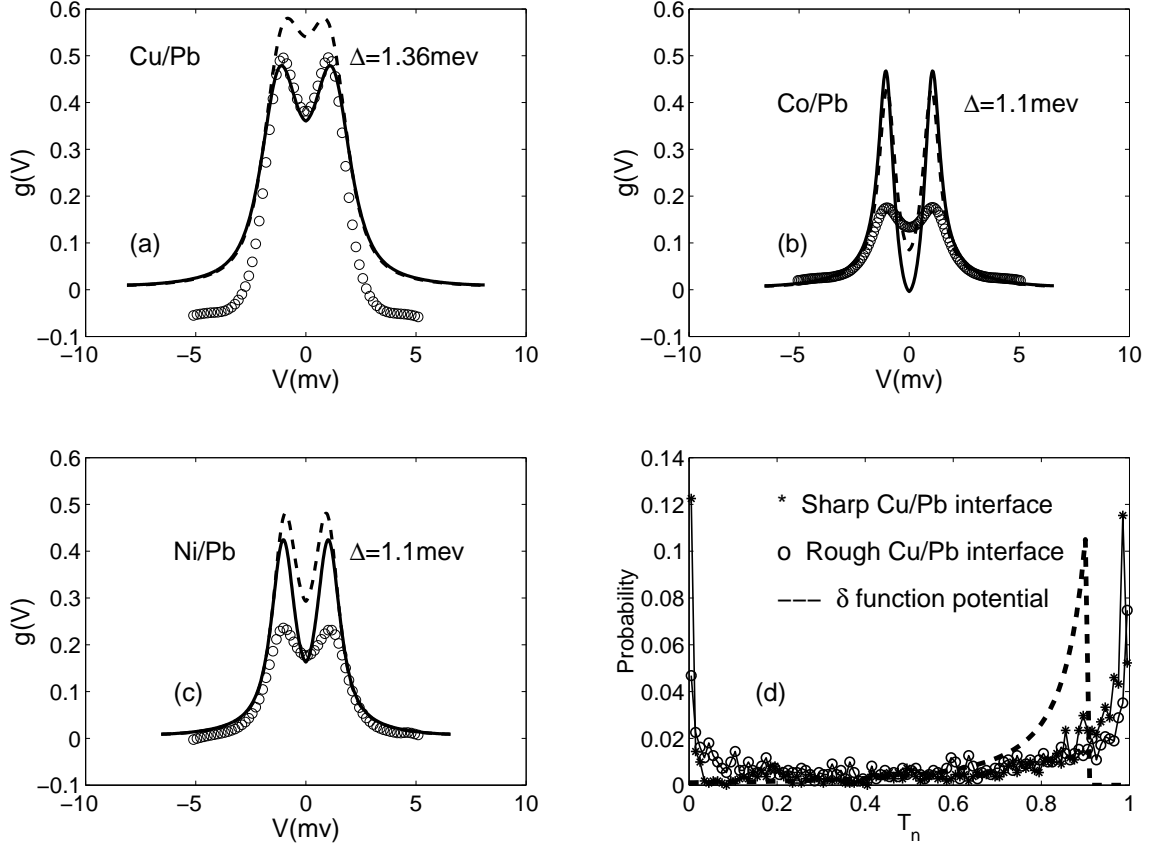 0.6
0.5
0.4
0.3
0.2
0.1
0
−0.1
−10
−5
0
5
10
g(V)
V(mv)
Cu/Pb
Δ=1.36mev
(a)
0.6
0.5
0.4
0.3
0.2
0.1
0
−0.1
−10
−5
0
5
10
g(V)
V(mv)
Co/Pb
Δ=1.1mev
(b)
0.6
0.5
0.4
0.3
0.2
0.1
0
−0.1
−10
−5
0
5
10
g(V)
V(mv)
Ni/Pb
Δ=1.1mev
(c)
0.14
0.12
0.10
0.08
0.06
0.04
0.02
0
0
0.2
0.4
0.6
0.8
1
Probability
T_n
* Sharp Cu/Pb interface
o Rough Cu/Pb interface
−−− δ function potential
(d)